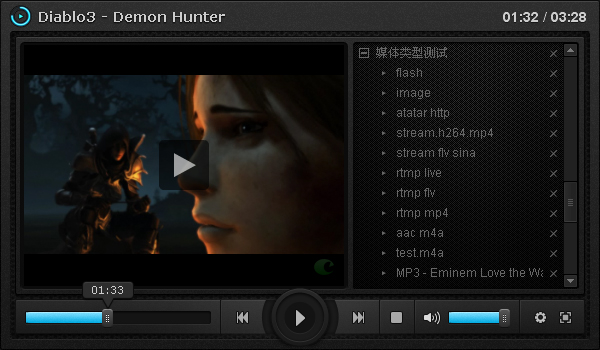 Diablo3 - Demon Hunter
01:32 / 03:28
媒体类型测试
flash
image
atatar http
stream.h264.mp4
stream flv sina
rtmp live
rtmp flv
rtmp mp4
aac m4a
test.m4a
MP3 - Eminem Love the Wa
01:33